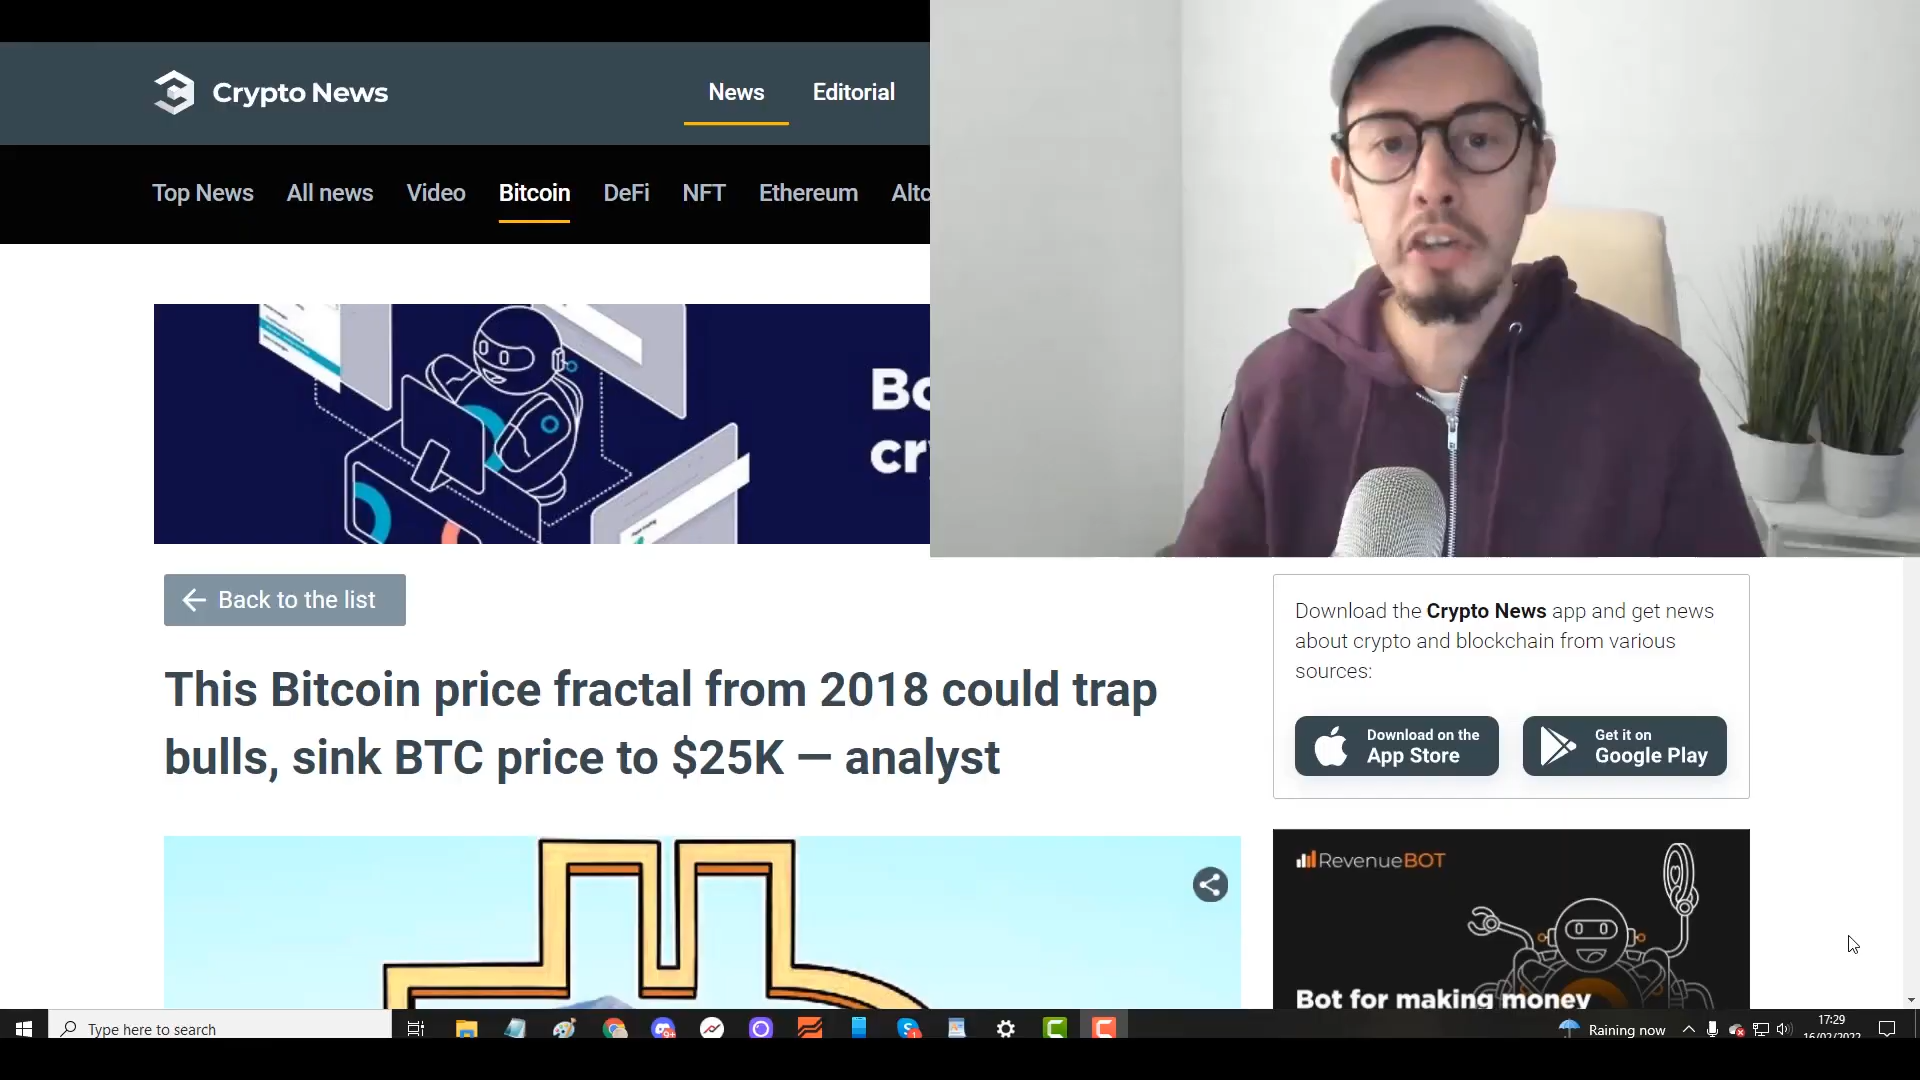 Crypto News
News
Editorial
Top News
All news
Video
Bitcoin
DeFi
NFT
Ethereum
Back to the list
This Bitcoin price fractal from 2018 could trap
bulls, sink BTC price to $25K — analyst
Download the Crypto News app and get news
about crypto and blockchain from various
sources:
Download on the
App Store
Get it on
Google Play
RevenueBOT
Bot for making money
Type here to search
Raining now
17:29
16/02/2022